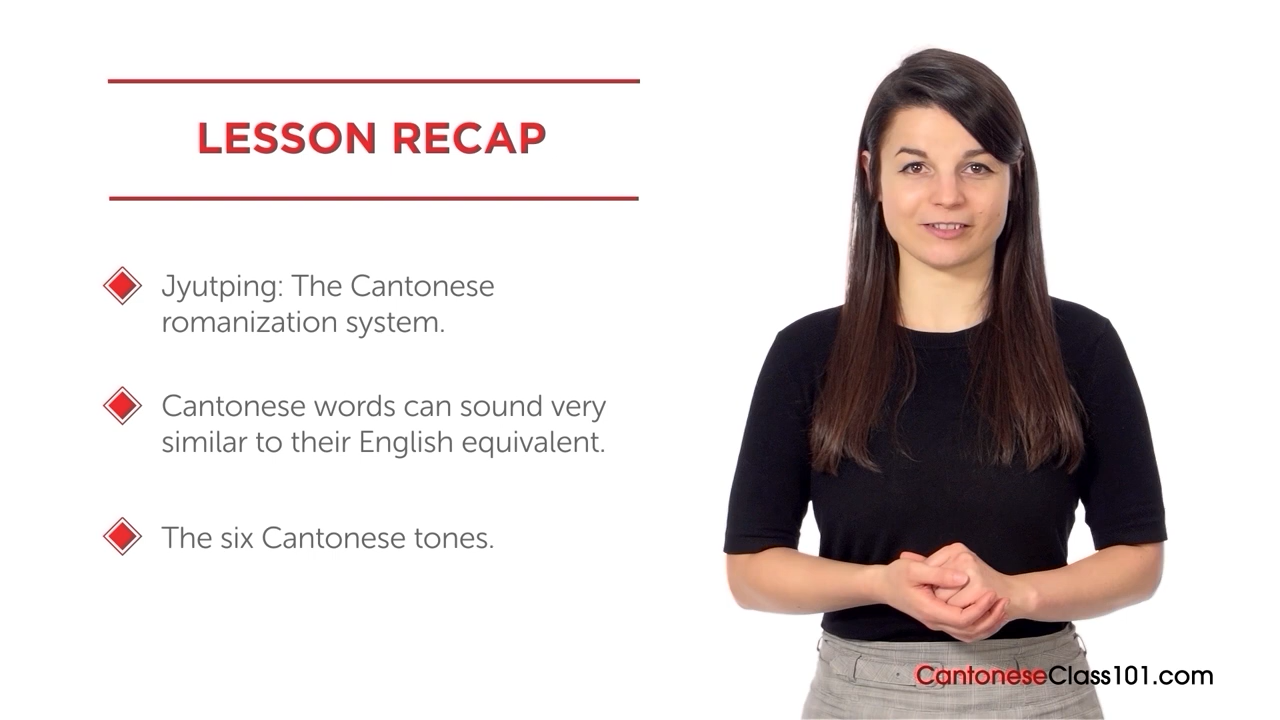 LESSON RECAP
Jyutping: The Cantonese
romanization system.
Cantonese words can sound very
similar to their English equivalent.
The six Cantonese tones.
CantoneseClass101.com